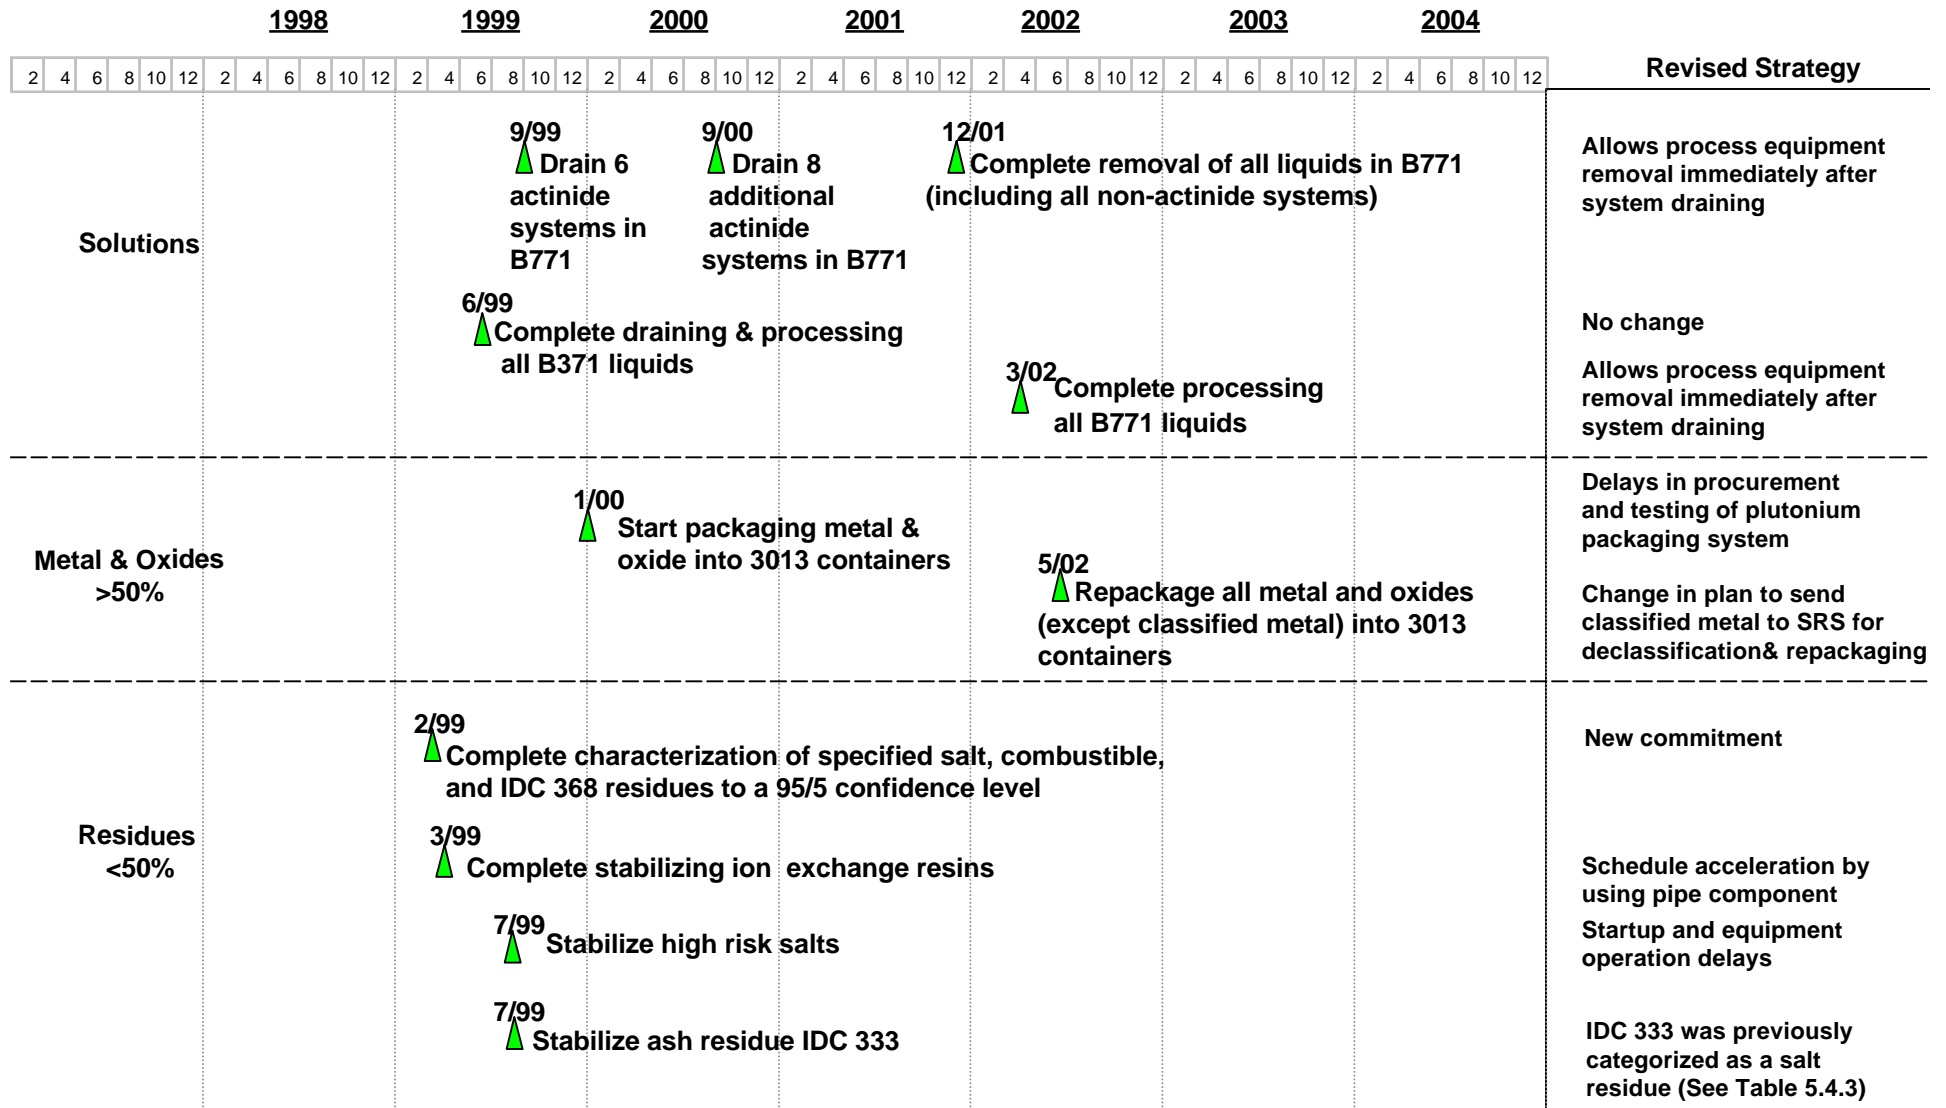 1998 1999 2000 2001 2002 2003 2004
2 4 6 8 10 12 2 4 6 8 10 12 2 4 6 8 10 12 2 4 6 8 10 12 2 4 6 8 10 12 2 4 6 8 10 12 2 4 6 8 10 12 2 4 6 8 10 12
Revised Strategy
Solutions
9/99
Drain 6
actinide
systems in
B771
9/00
Drain 8
additional
actinide
systems in B771
12/01
Complete removal of all liquids in B771
(including all non-actinide systems)
Allows process equipment
removal immediately after
system draining
6/99
Complete draining & processing
all B371 liquids
No change
3/02
Complete processing
all B771 liquids
Allows process equipment
removal immediately after
system draining
Metal & Oxides
>50%
1/00
Start packaging metal &
oxide into 3013 containers
Delays in procurement
and testing of plutonium
packaging system
5/02
Repackage all metal and oxides
(except classified metal) into 3013
containers
Change in plan to send
classified metal to SRS for
declassification& repackaging
Residues
<50%
2/99
Complete characterization of specified salt, combustible,
and IDC 368 residues to a 95/5 confidence level
New commitment
3/99
Complete stabilizing ion exchange resins
Schedule acceleration by
using pipe component
7/99
Stabilize high risk salts
Startup and equipment
operation delays
7/99
Stabilize ash residue IDC 333
IDC 333 was previously
categorized as a salt
residue (See Table 5.4.3)